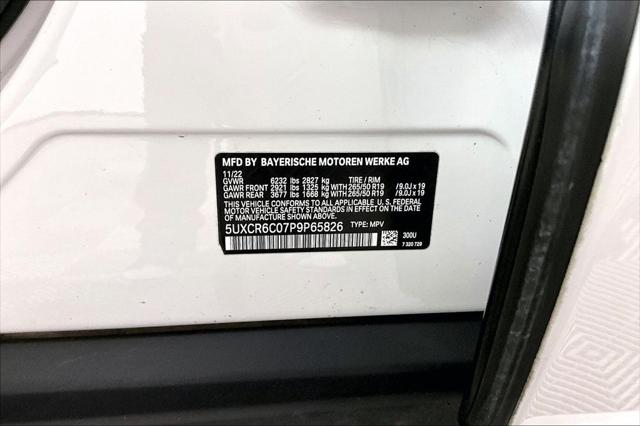 MFD BY BAYERISCHE MOTOREN WERKE AG
11/22
GVWR 6232 lbs 2827 kg TIRE / RIM
GAWR FRONT 2921 lbs 1325 kg WITH 265/50 R19 /9.0J x 19
GAWR REAR 3677 lbs 1668 kg WITH 265/50 R19 /9.0J x 19
THIS VEHICLE CONFORMS TO ALL APPLICABLE U. S. FEDERAL
MOTOR VEHICLE SAFETY STANDARDS IN EFFECT ON THE DATE
OF MANUFACTURE SHOWN ABOVE.
5UXCR6C07P9P65826 TYPE: MPV
300U
7 320 729